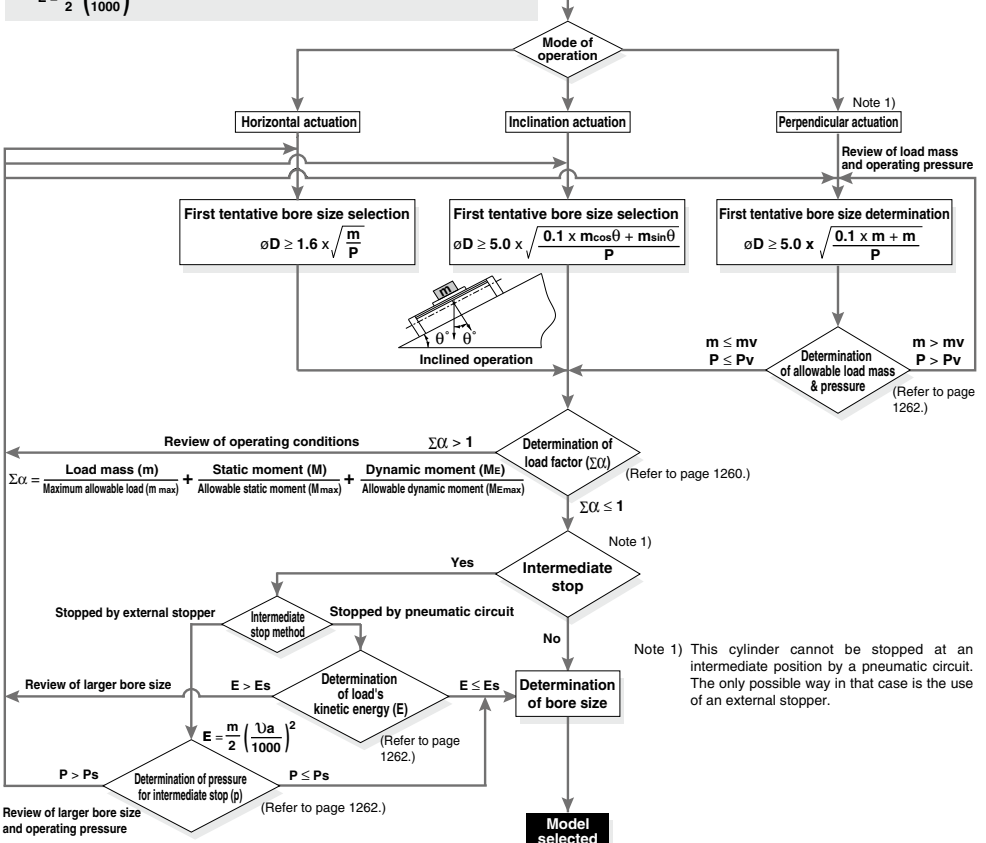 2 (1000)
Mode of
operation
Note 1)
Horizontal actuation
Inclination actuation
Perpendicular actuation
Review of load mass
and operating pressure
First tentative bore size selection
øD ≥ 1.6 x √(m/P)
First tentative bore size selection
øD ≥ 5.0 x √((0.1 x mcosθ + msinθ)/P)
First tentative bore size determination
øD ≥ 5.0 x √((0.1 x m + m)/P)
m
θ° θ°
Inclined operation
m ≤ mv
P ≤ Pv
Determination
of allowable load mass
& pressure
m > mv
P > Pv
(Refer to page
1262.)
Review of operating conditions
Σα > 1
Determination of
load factor (Σα)
(Refer to page 1260.)
Σα = Load mass (m)/Maximum allowable load (m max) + Static moment (M)/Allowable static moment (Mmax) + Dynamic moment (ME)/Allowable dynamic moment (MEmax)
Σα ≤ 1
Note 1)
Yes
Intermediate
stop
Stopped by external stopper
Intermediate
stop method
Stopped by pneumatic circuit
No
Note 1) This cylinder cannot be stopped at an
intermediate position by a pneumatic circuit.
The only possible way in that case is the use
of an external stopper.
Review of larger bore size
E > Es
Determination
of load's
kinetic energy (E)
E ≤ Es
Determination
of bore size
E = m/2 (υa/1000)²
(Refer to page
1262.)
P > Ps
Determination of pressure
for intermediate stop (p)
P ≤ Ps
(Refer to page 1262.)
Review of larger bore size
and operating pressure
Model
selected